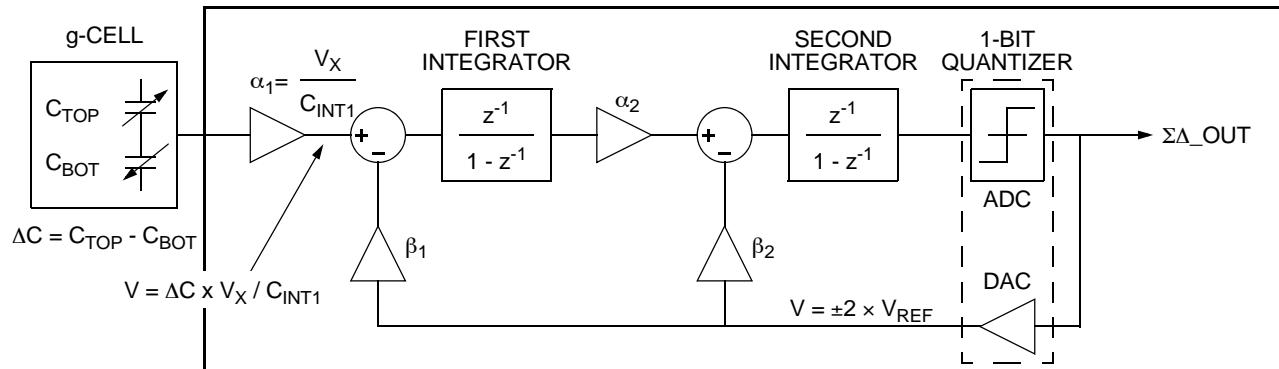 g-CELL
C_TOP
C_BOT
ΔC = C_TOP - C_BOT
α₁= V_X / C_INT1
V = ΔC x V_X / C_INT1
+
−
FIRST
INTEGRATOR
z⁻¹
1 - z⁻¹
α₂
β₁
+
−
β₂
SECOND
INTEGRATOR
z⁻¹
1 - z⁻¹
1-BIT
QUANTIZER
ADC
DAC
V = ±2 × V_REF
ΣΔ_OUT